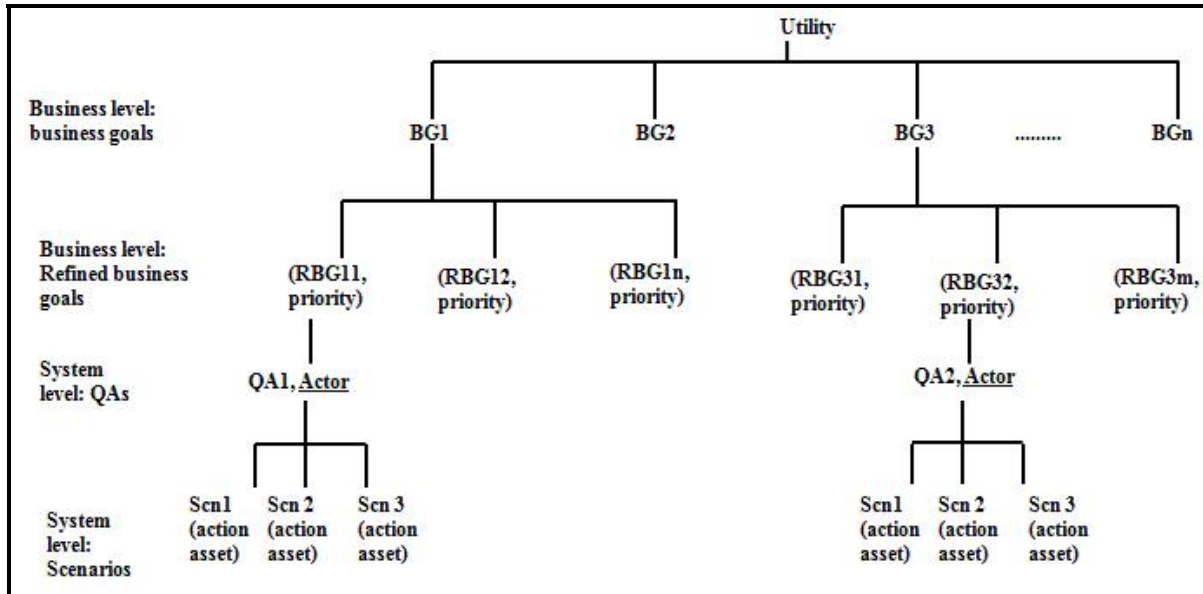 Utility
Business level:
business goals
BG1
BG2
BG3
.........
BGn
Business level:
Refined business
goals
(RBG11,
priority)
(RBG12,
priority)
(RBG1n,
priority)
(RBG31,
priority)
(RBG32,
priority)
(RBG3m,
priority)
System
level: QAs
QA1, Actor
QA2, Actor
System
level:
Scenarios
Scn1
(action
asset)
Scn 2
(action
asset)
Scn 3
(action
asset)
Scn1
(action
asset)
Scn 2
(action
asset)
Scn 3
(action
asset)